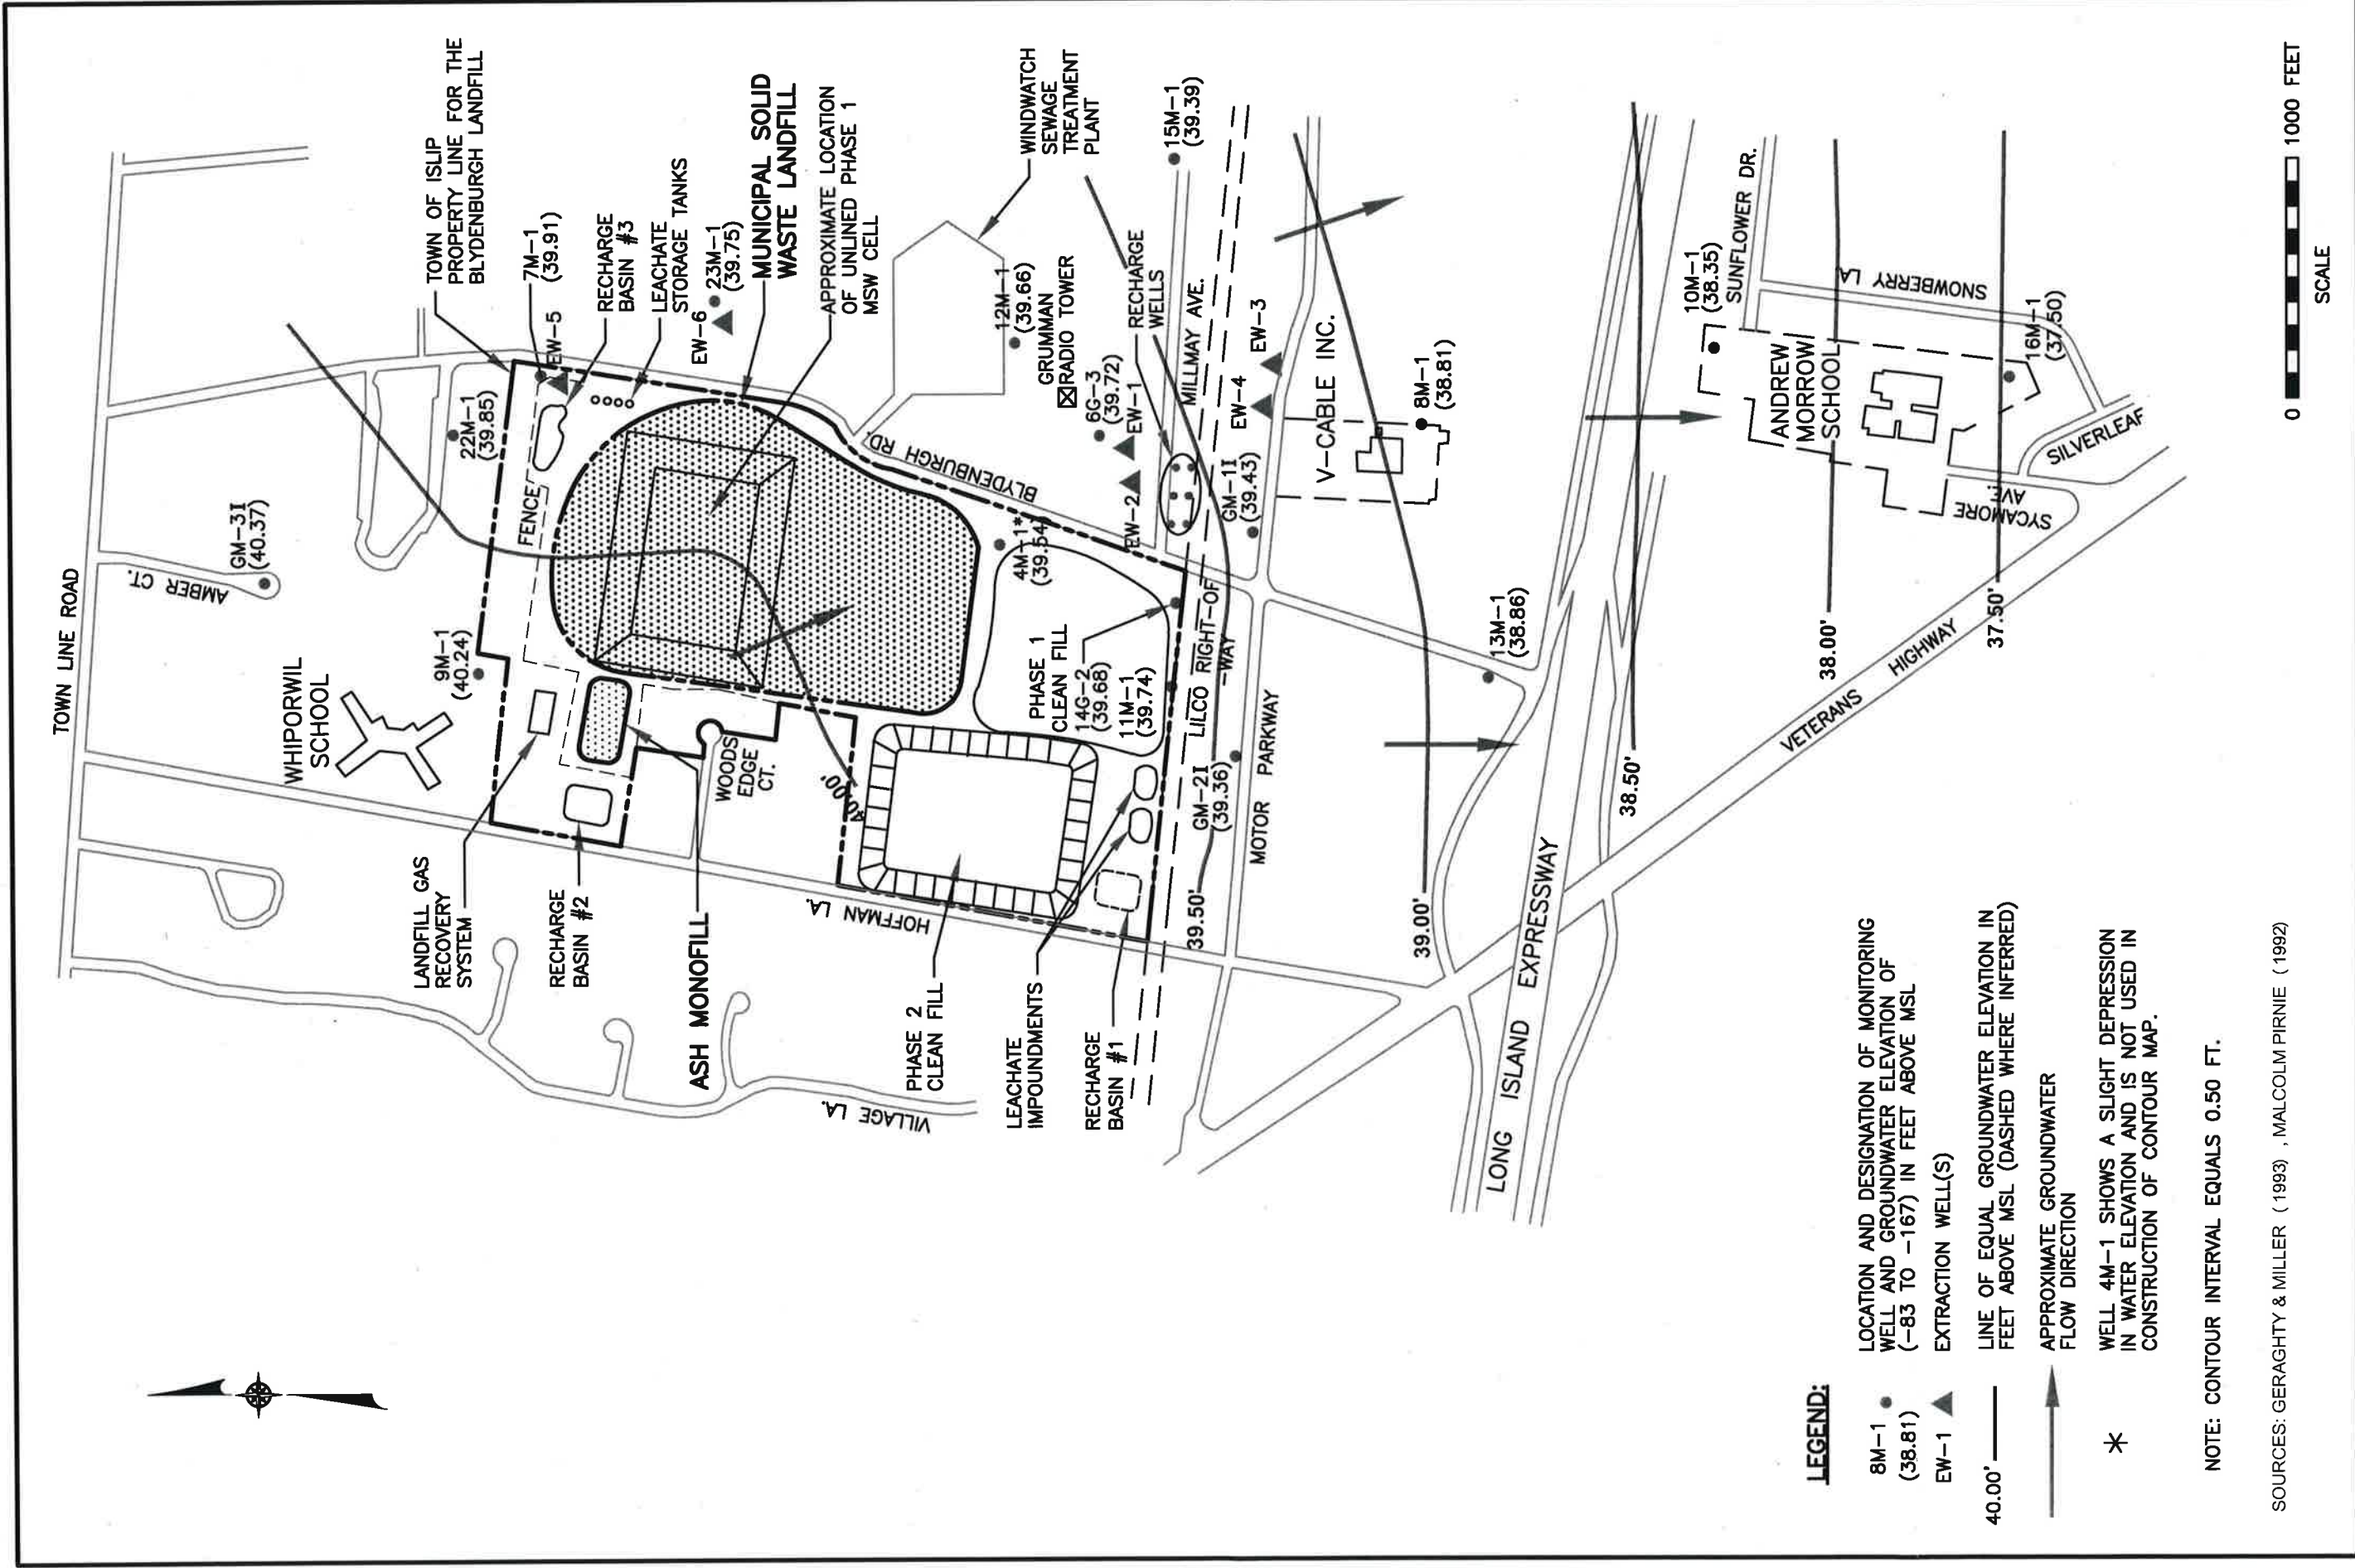 TOWN LINE ROAD
AMBER CT.
GM-3I
(40.37)
WHIPORWIL
SCHOOL
9M-1
(40.24)
22M-1
(39.85)
TOWN OF ISLIP
PROPERTY LINE FOR THE
BLYDENBURGH LANDFILL
7M-1
(39.91)
EW-5
FENCE
RECHARGE
BASIN #3
LEACHATE
STORAGE TANKS
EW-6
23M-1
(39.75)
MUNICIPAL SOLID
WASTE LANDFILL
APPROXIMATE LOCATION
OF UNLINED PHASE 1
MSW CELL
LANDFILL GAS
RECOVERY
SYSTEM
RECHARGE
BASIN #2
ASH MONOFILL
WOODS
EDGE
CT.
40.00'
HOFFMAN LA.
VILLAGE LA.
BLYDENBURGH RD.
WINDWATCH
SEWAGE
TREATMENT
PLANT
12M-1
(39.66)
GRUMMAN
RADIO TOWER
6G-3
(39.72)
EW-1
EW-2
RECHARGE
WELLS
15M-1
(39.39)
MILLMAY AVE.
4M-1*
(39.54)
PHASE 1
CLEAN FILL
14G-2
(39.68)
11M-1
(39.74)
PHASE 2
CLEAN FILL
LEACHATE
IMPOUNDMENTS
RECHARGE
BASIN #1
LILCO RIGHT-OF
-WAY
GM-1I
(39.43)
GM-2I
(39.36)
39.50'
EW-3
EW-4
MOTOR PARKWAY
V-CABLE INC.
8M-1
(38.81)
39.00'
13M-1
(38.86)
LONG ISLAND EXPRESSWAY
38.50'
VETERANS HIGHWAY
10M-1
(38.35)
SUNFLOWER DR.
ANDREW
MORROW
SCHOOL
SNOWBERRY LA
38.00'
16M-1
(37.50)
37.50'
SYCAMORE
AVE.
SILVERLEAF
LEGEND:
8M-1
(38.81)
LOCATION AND DESIGNATION OF MONITORING
WELL AND GROUNDWATER ELEVATION OF
(-83 TO -167) IN FEET ABOVE MSL
EW-1
EXTRACTION WELL(S)
40.00'
LINE OF EQUAL GROUNDWATER ELEVATION IN
FEET ABOVE MSL (DASHED WHERE INFERRED)
APPROXIMATE GROUNDWATER
FLOW DIRECTION
*
WELL 4M-1 SHOWS A SLIGHT DEPRESSION
IN WATER ELEVATION AND IS NOT USED IN
CONSTRUCTION OF CONTOUR MAP.
NOTE: CONTOUR INTERVAL EQUALS 0.50 FT.
SOURCES: GERAGHTY & MILLER (1993) , MALCOLM PIRNIE (1992)
0 1000 FEET
SCALE